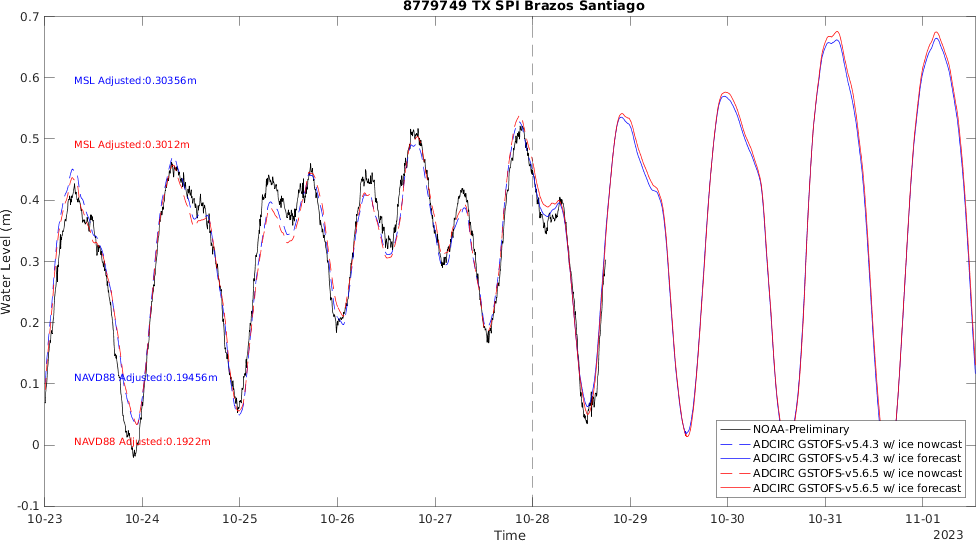 8779749 TX SPI Brazos Santiago
0.7
0.6
0.5
0.4
0.3
0.2
0.1
0
-0.1
Water Level (m)
MSL Adjusted:0.30356m
MSL Adjusted:0.3012m
NAVD88 Adjusted:0.19456m
NAVD88 Adjusted:0.1922m
NOAA-Preliminary
ADCIRC GSTOFS-v5.4.3 w/ ice nowcast
ADCIRC GSTOFS-v5.4.3 w/ ice forecast
ADCIRC GSTOFS-v5.6.5 w/ ice nowcast
ADCIRC GSTOFS-v5.6.5 w/ ice forecast
10-23 10-24 10-25 10-26 10-27 10-28 10-29 10-30 10-31 11-01
Time
2023